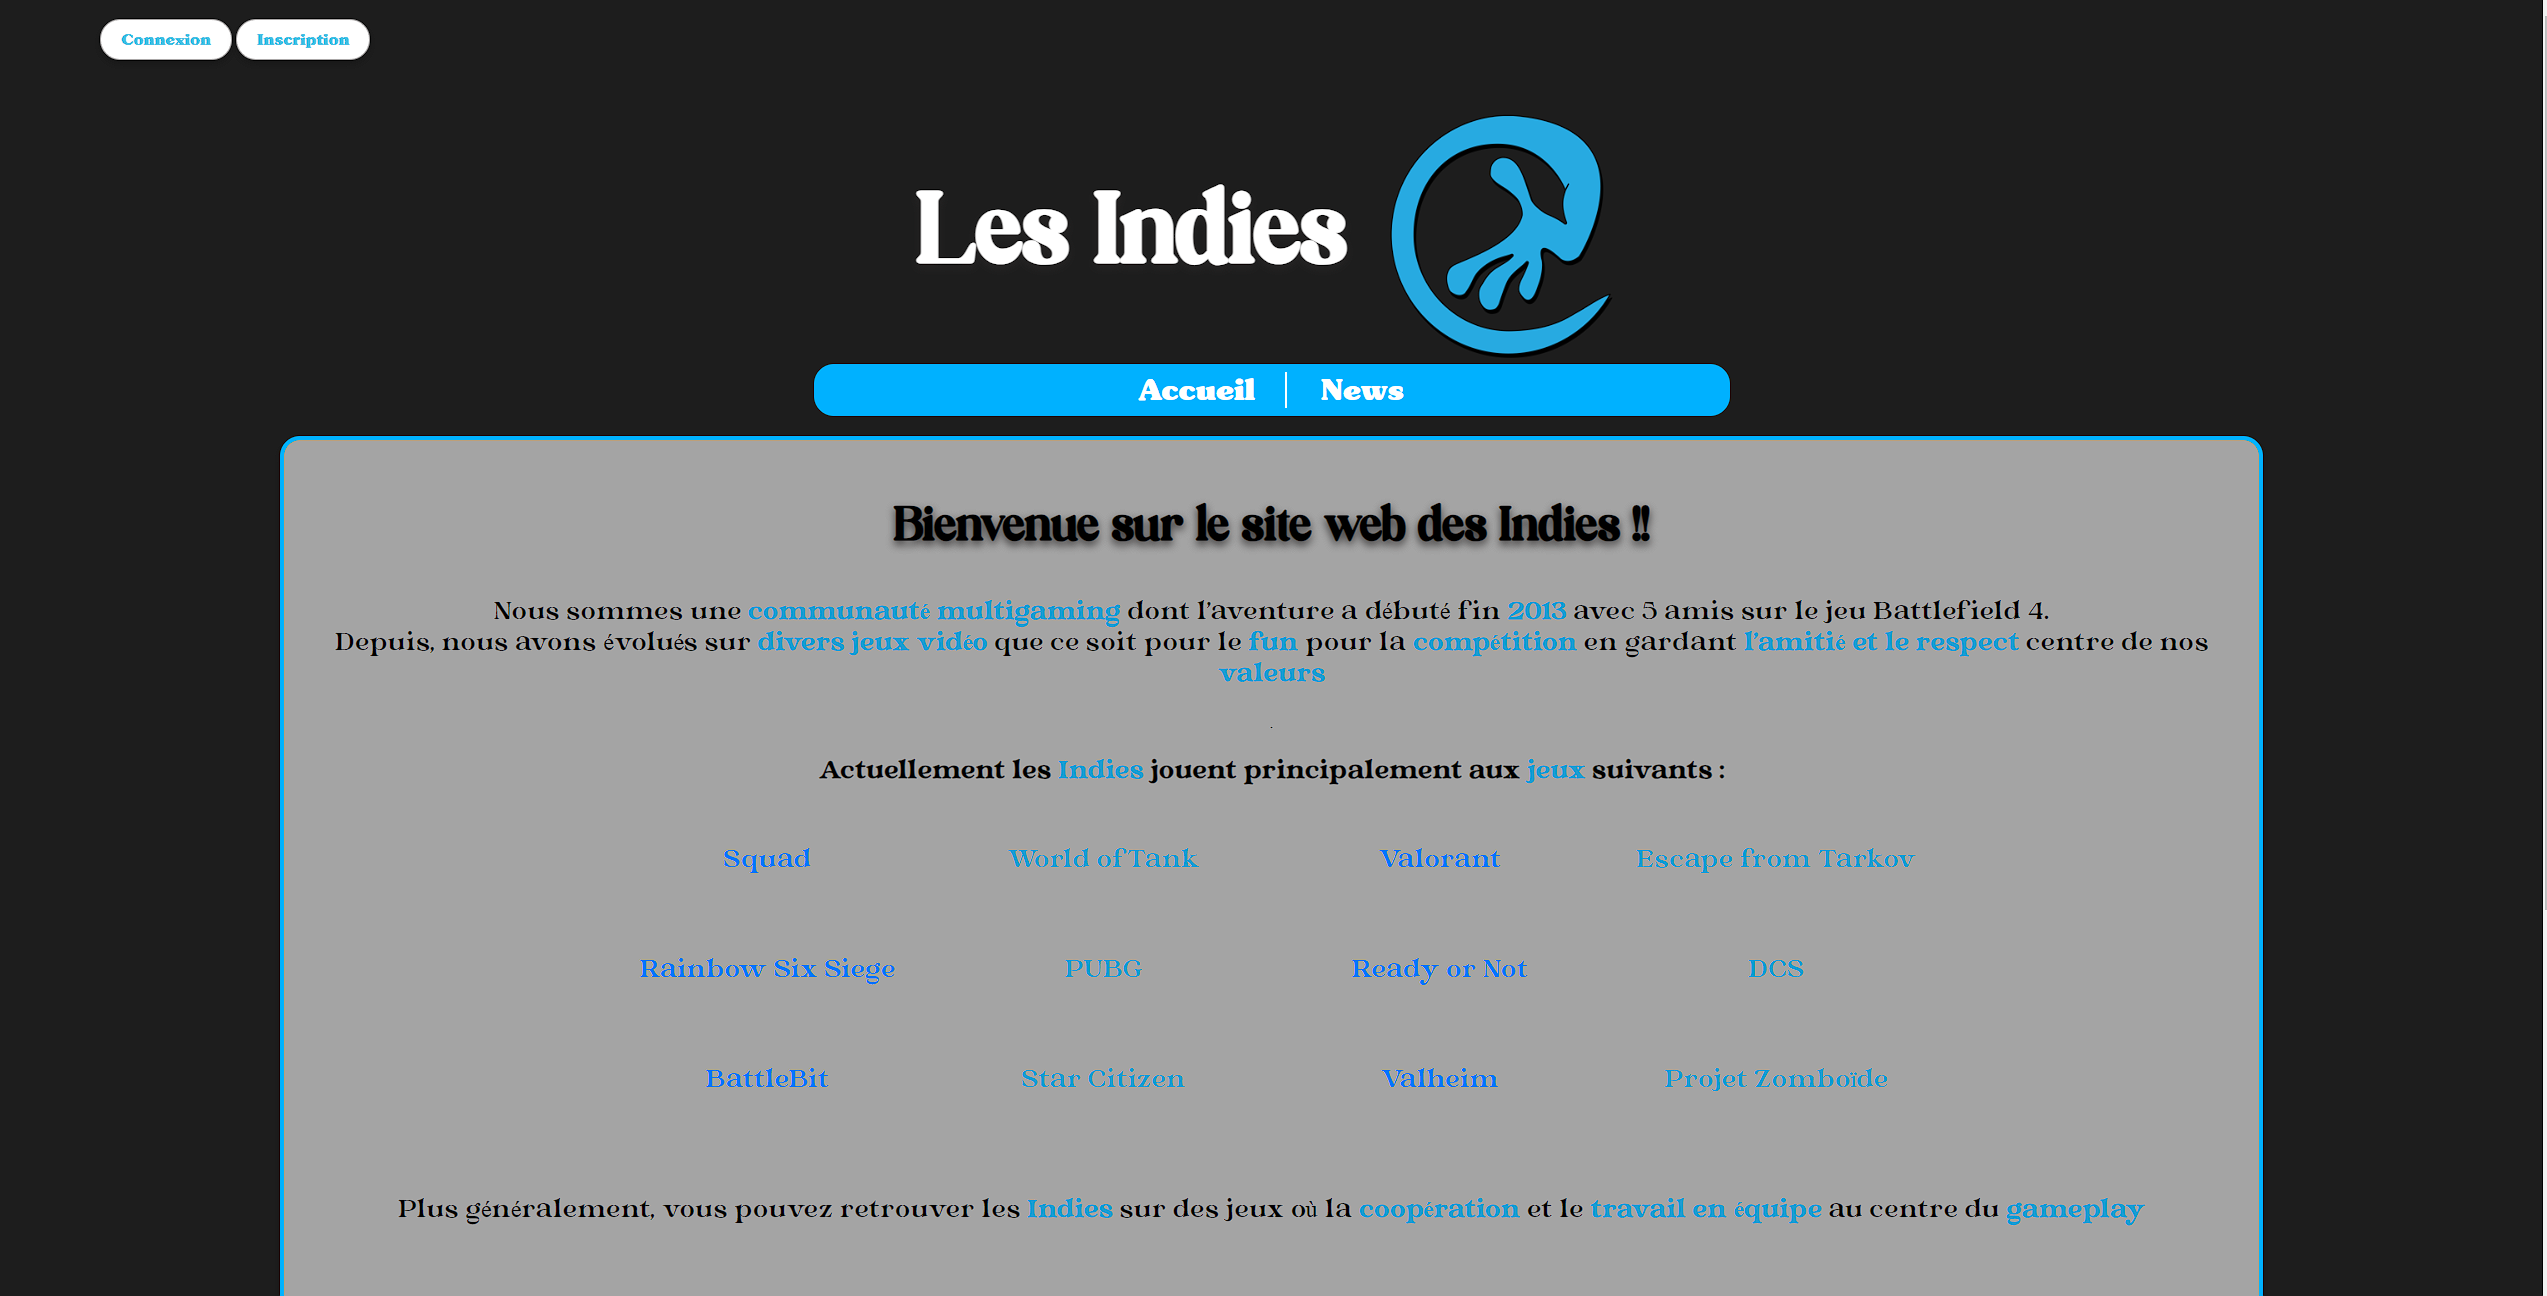 Connexion Inscription
Les Indies
Accueil News
Bienvenue sur le site web des Indies !!
Nous sommes une communauté multigaming dont l'aventure a débuté fin 2013 avec 5 amis sur le jeu Battlefield 4.
Depuis, nous avons évolués sur divers jeux vidéo que ce soit pour le fun pour la compétition en gardant l'amitié et le respect centre de nos
valeurs
.
Actuellement les Indies jouent principalement aux jeux suivants :
Squad World of Tank Valorant Escape from Tarkov
Rainbow Six Siege PUBG Ready or Not DCS
BattleBit Star Citizen Valheim Projet Zomboïde
Plus généralement, vous pouvez retrouver les Indies sur des jeux où la coopération et le travail en équipe au centre du gameplay